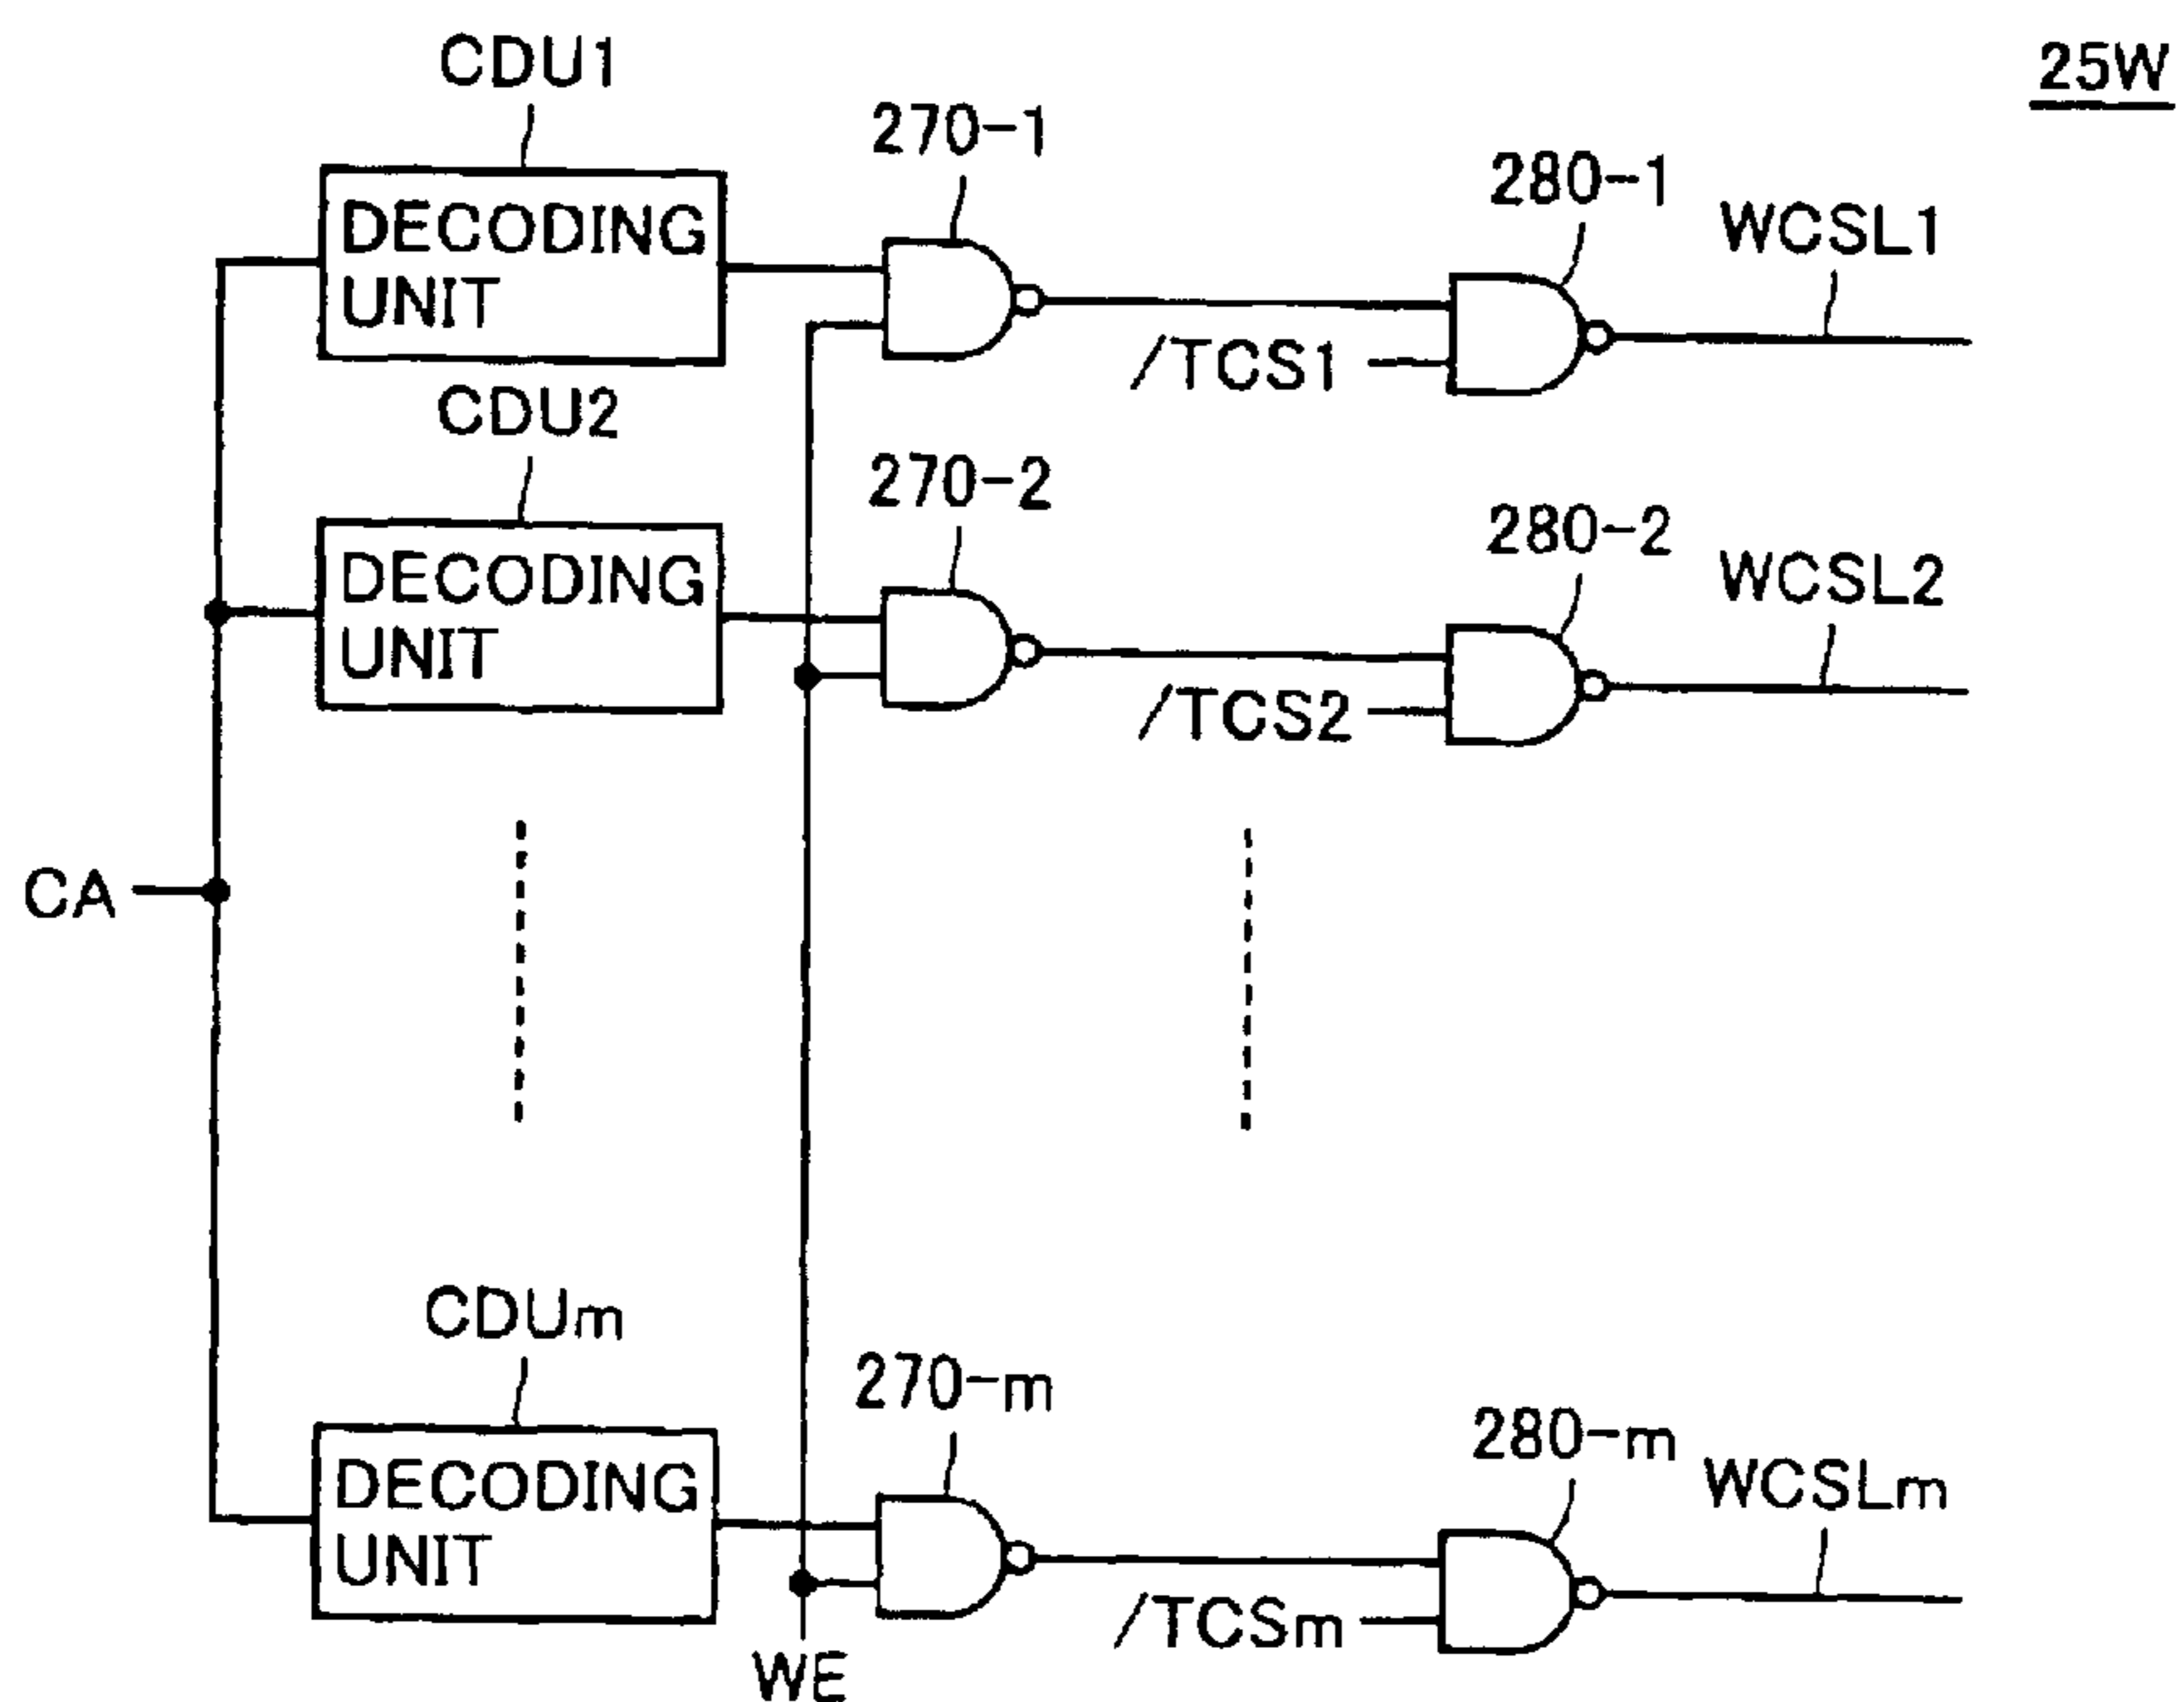 CDU1
25W
270-1
280-1
WCSL1
DECODING
UNIT
/TCS1
CDU2
270-2
280-2
WCSL2
DECODING
UNIT
/TCS2
CA
CDUm
270-m
280-m
WCSLm
DECODING
UNIT
/TCSm
WE